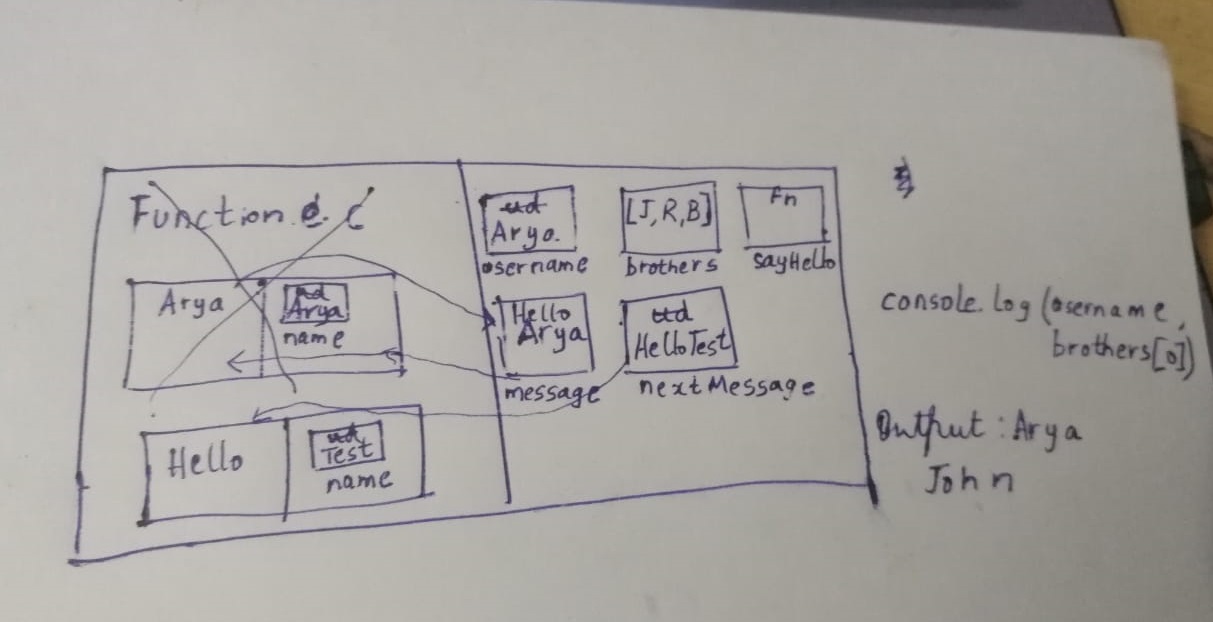 Function e. C
Arya
ud
Arya
name
Hello
ud
Test
name
ud
Arya.
username
[J,R,B]
brothers
Fn
sayHello
Hello
Arya
message
ud
HelloTest
nextMessage
console.log (username,
brothers[0])
Output : Arya
John